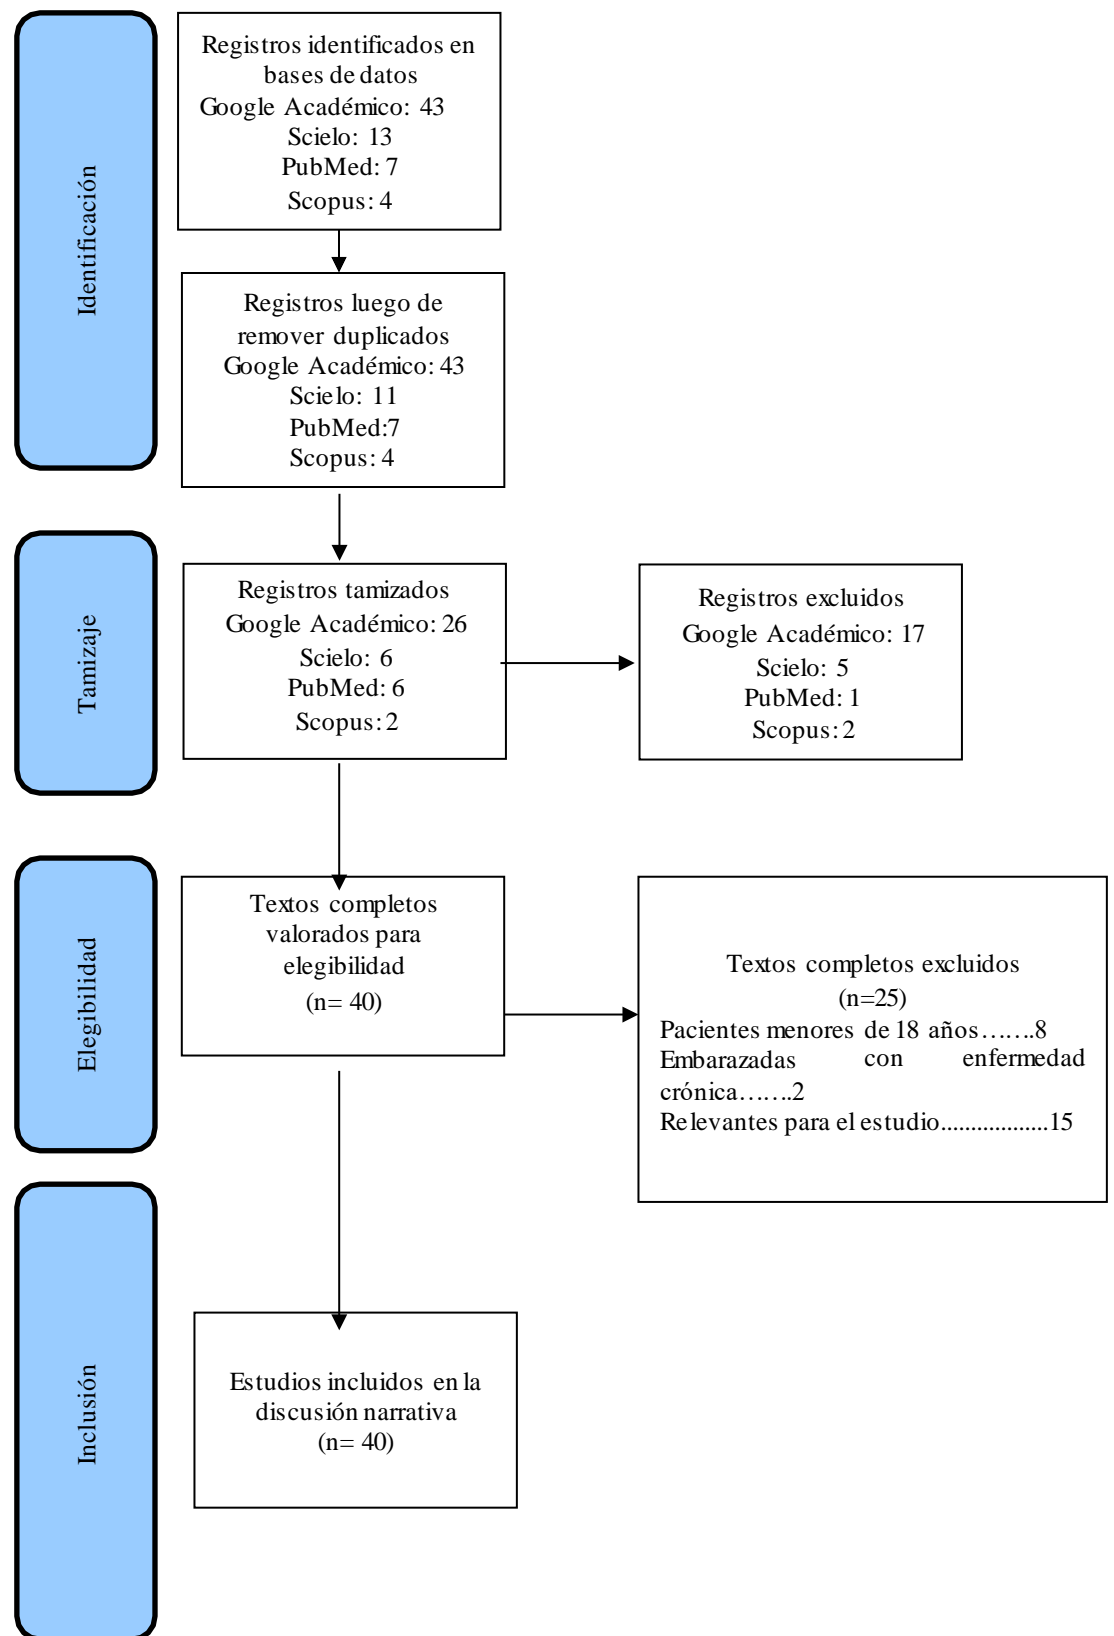 Identificación
Registros identificados en
bases de datos
Google Académico: 43
Scielo: 13
PubMed: 7
Scopus: 4
Registros luego de
remover duplicados
Google Académico: 43
Scielo: 11
PubMed:7
Scopus: 4
Tamizaje
Registros tamizados
Google Académico: 26
Scielo: 6
PubMed: 6
Scopus: 2
Registros excluidos
Google Académico: 17
Scielo: 5
PubMed: 1
Scopus: 2
Elegibilidad
Textos completos
valorados para
elegibilidad
(n= 40)
Textos completos excluidos
(n=25)
Pacientes menores de 18 años…….8
Embarazadas con enfermedad
crónica…….2
Relevantes para el estudio..................15
Inclusión
Estudios incluidos en la
discusión narrativa
(n= 40)